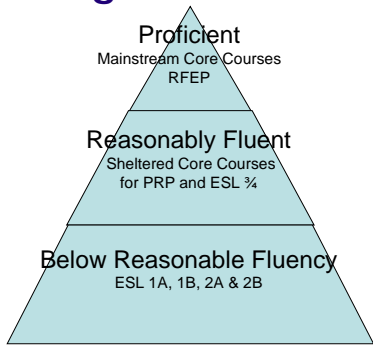 Proficient
Mainstream Core Courses
RFEP
Reasonably Fluent
Sheltered Core Courses
for PRP and ESL ¾
Below Reasonable Fluency
ESL 1A, 1B, 2A & 2B